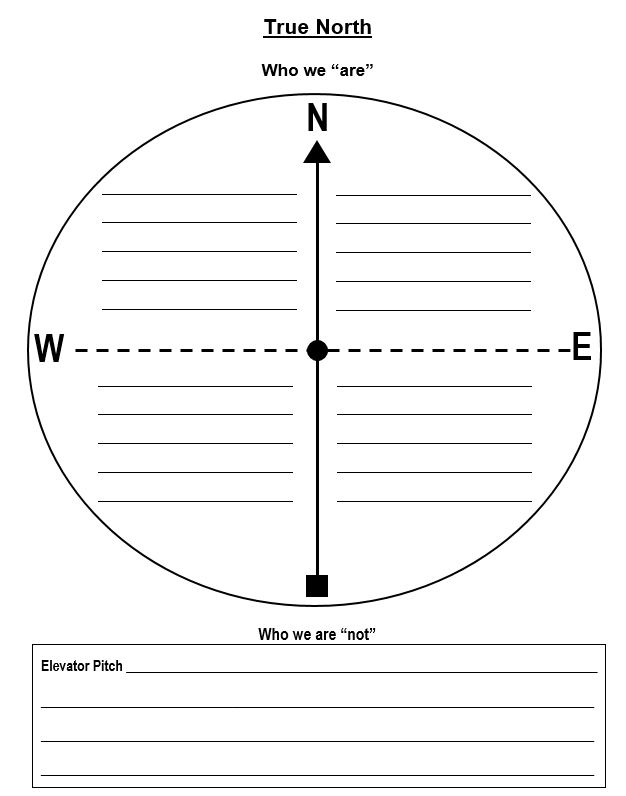 True North
Who we “are”
N
W
E
Who we are “not”
Elevator Pitch